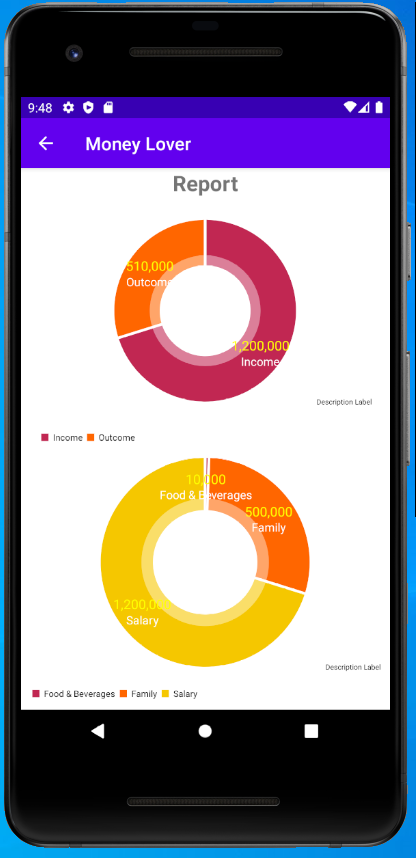 9:48
Money Lover
Report
510,000
Outcome
1,200,000
Income
Description Label
Income Outcome
10,000
Food & Beverages
500,000
Family
1,200,000
Salary
Description Label
Food & Beverages Family Salary